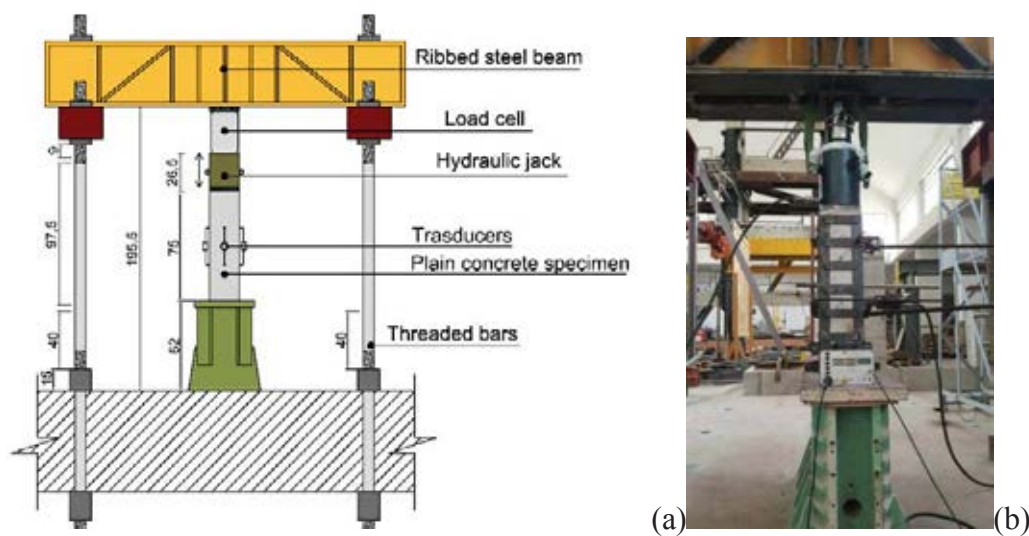 Ribbed steel beam
Load cell
Hydraulic jack
Trasducers
Plain concrete specimen
Threaded bars
9
97,5
40
15
195,5
26,5
75
52
40
(a)
(b)